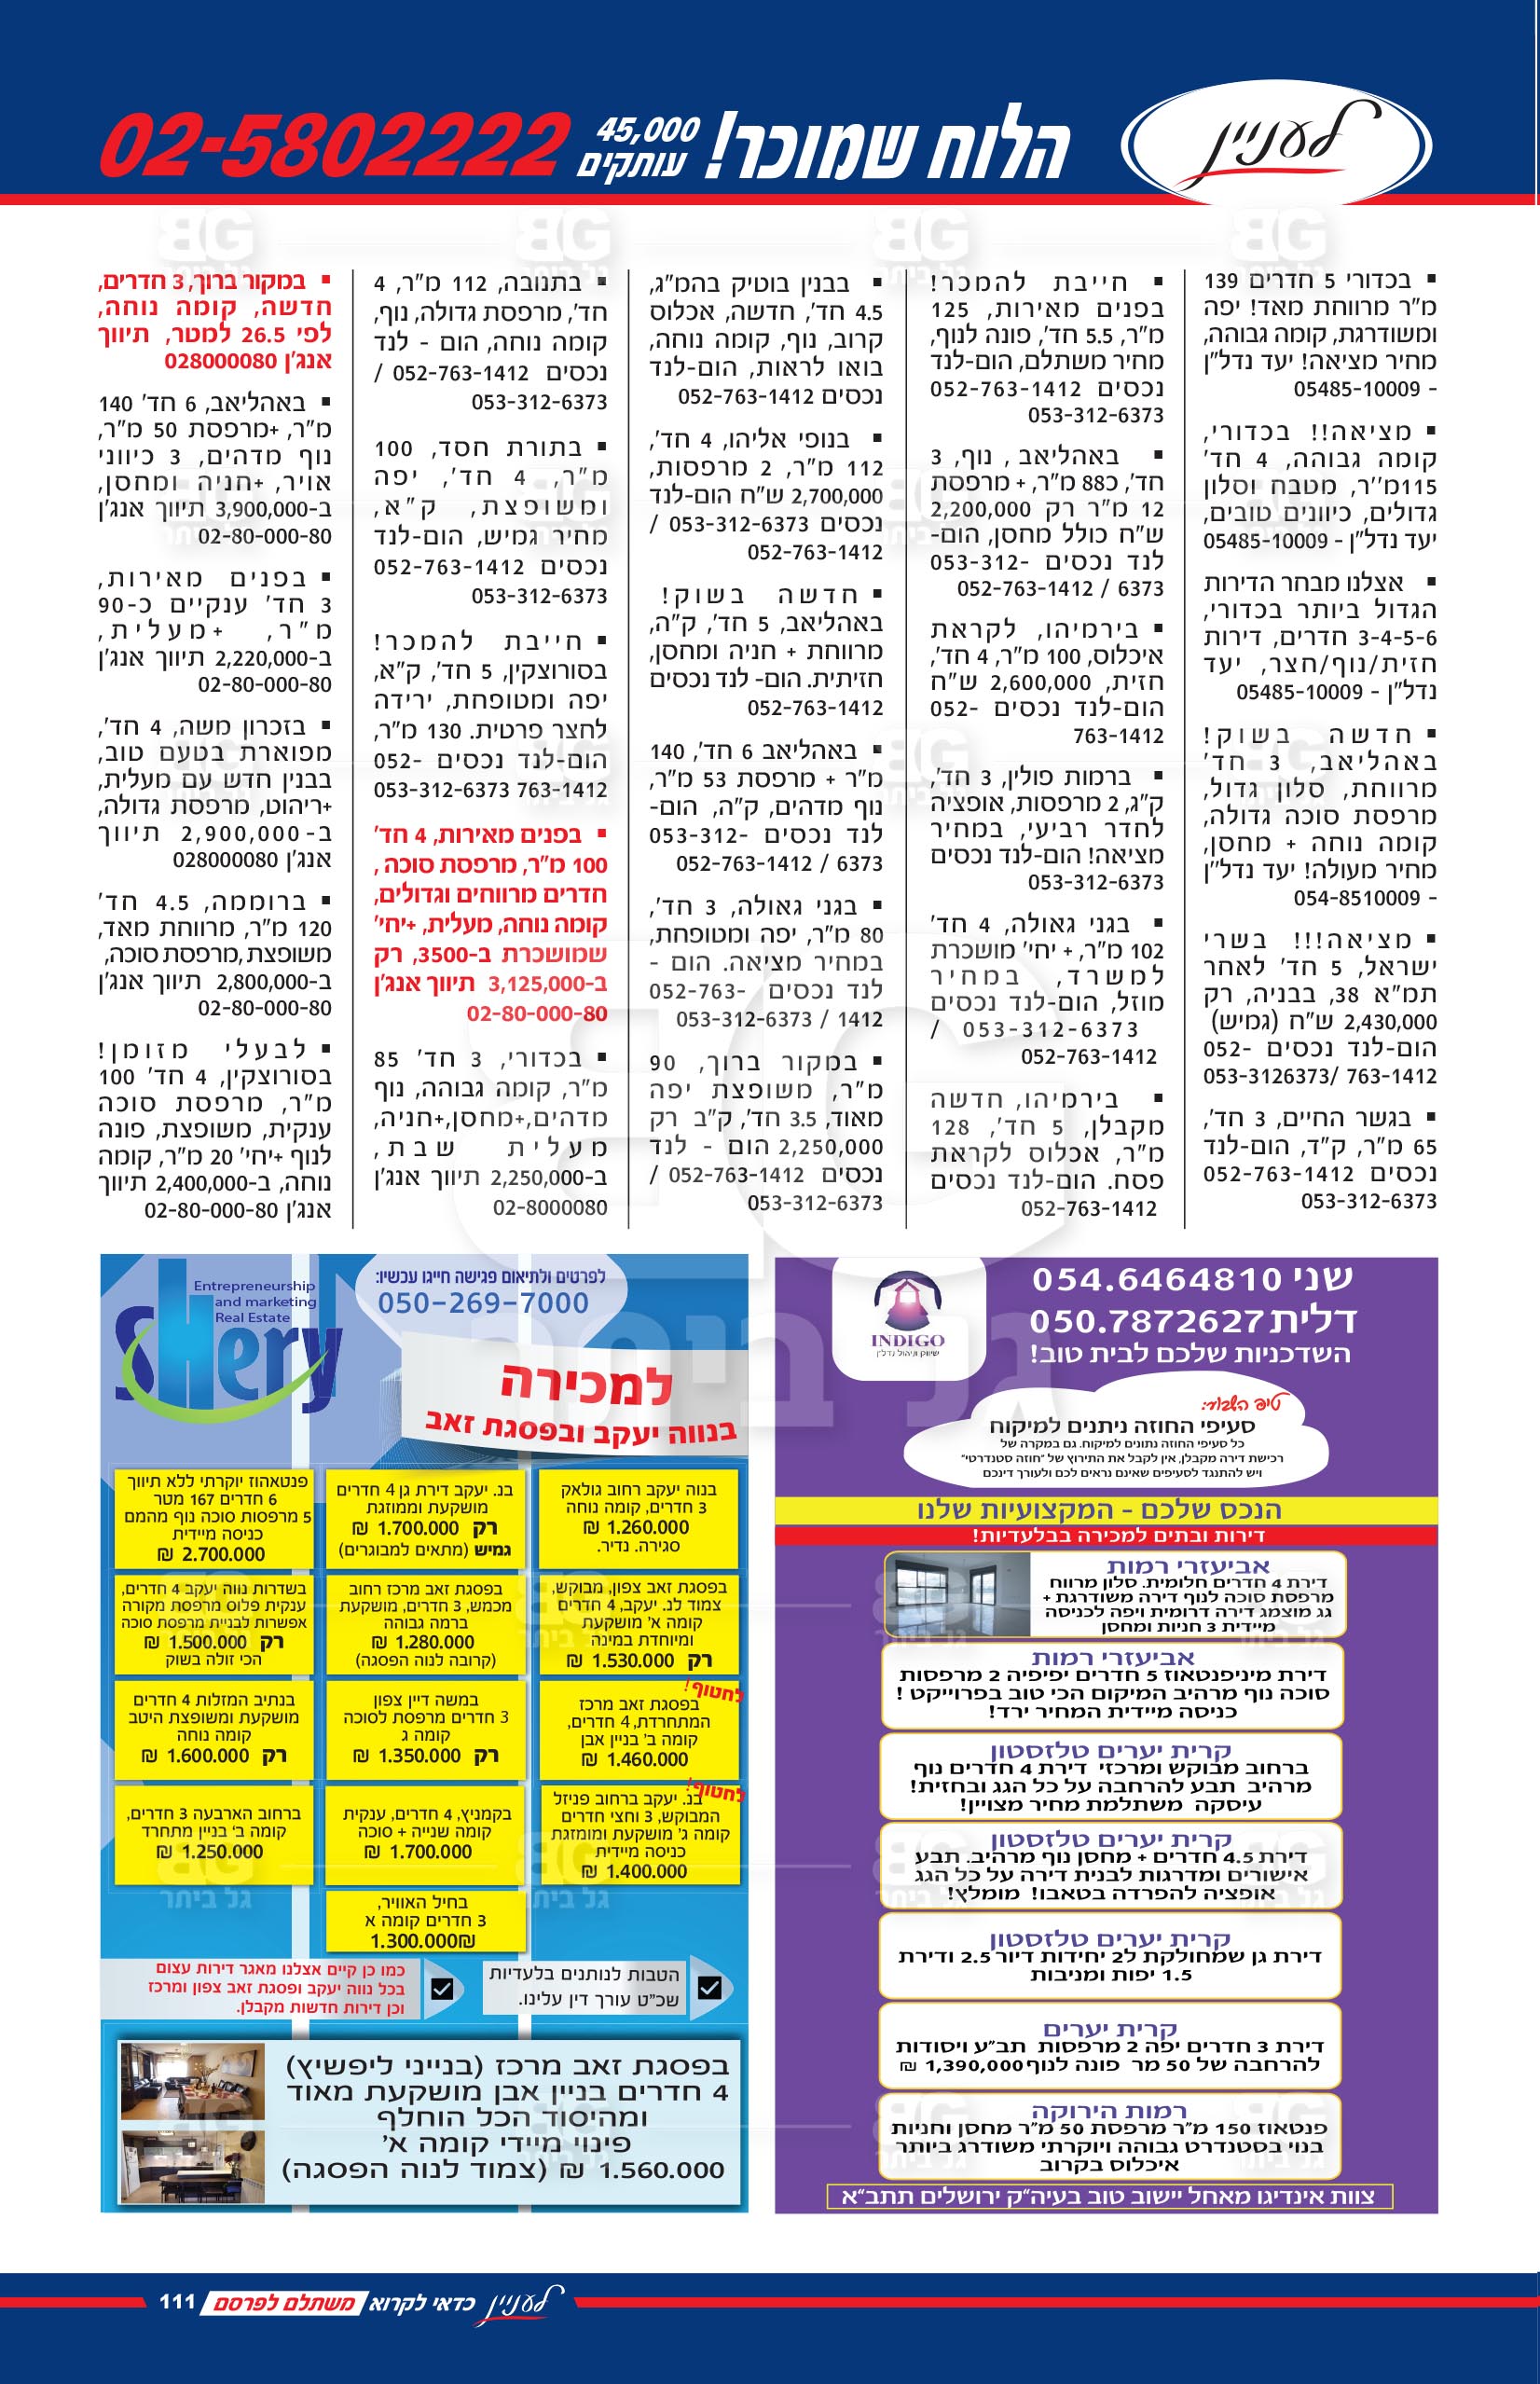 לעניין
הלוח שמוכר!
45,000
עותקים
02-5802222
▪ בכדורי 5 חדרים 139
מ"ר מרווחת מאד! יפה
ומשודרגת, קומה גבוהה,
מחיר מציאה! יעד נדל"ן
- 05485-10009
▪ מציאה!! בכדורי,
קומה גבוהה, 4 חד'
115מ''ר, מטבח וסלון
גדולים, כיוונים טובים,
יעד נדל"ן - 05485-10009
▪ אצלנו מבחר הדירות
הגדול ביותר בכדורי,
3-4-5-6 חדרים, דירות
חזית/נוף/חצר, יעד
נדל"ן - 05485-10009
▪ חדשה בשוק!
באהליאב, 3 חד'
מרווחת, סלון גדול,
מרפסת סוכה גדולה,
קומה נוחה + מחסן,
מחיר מעולה! יעד נדל"ן
- 054-8510009
▪ מציאה!!! בשרי
ישראל, 5 חד' לאחר
תמ"א 38, בבניה, רק
2,430,000 ש"ח (גמיש)
הום-לנד נכסים 052-
763-1412 /053-3126373
▪ בגשר החיים, 3 חד',
65 מ"ר, ק"ד, הום-לנד
נכסים 052-763-1412
053-312-6373
▪ חייבת להמכר!
בפנים מאירות, 125
מ"ר, 5.5 חד', פונה לנוף,
מחיר משתלם, הום-לנד
נכסים 052-763-1412
053-312-6373
▪ באהליאב , נוף, 3
חד', כ88 מ"ר, + מרפסת
12 מ"ר רק 2,200,000
ש"ח כולל מחסן, הום-
לנד נכסים 053-312-
6373 / 052-763-1412
▪ בירמיהו, לקראת
איכלוס, 100 מ"ר, 4 חד',
חזית, 2,600,000 ש"ח
הום-לנד נכסים 052-
763-1412
▪ ברמות פולין, 3 חד',
ק"ג, 2 מרפסות, אופציה
לחדר רביעי, במחיר
מציאה! הום-לנד נכסים
053-312-6373
▪ בגני גאולה, 4 חד'
102 מ"ר, + יחי' מושכרת
למשרד, במחיר
מוזל, הום-לנד נכסים
053-312-6373 /
052-763-1412
▪ בירמיהו, חדשה
מקבלן, 5 חד', 128
מ"ר, אכלוס לקראת
פסח. הום-לנד נכסים
052-763-1412
▪ בבנין בוטיק בהמ"ג,
4.5 חד', חדשה, אכלוס
קרוב, נוף, קומה נוחה,
בואו לראות, הום-לנד
נכסים 052-763-1412
▪ בנופי אליהו, 4 חד',
112 מ"ר, 2 מרפסות,
2,700,000 ש"ח הום-לנד
נכסים 053-312-6373 /
052-763-1412
▪ חדשה בשוק!
באהליאב, 5 חד', ק"ה,
מרווחת + חניה ומחסן,
חזיתית. הום- לנד נכסים
052-763-1412
▪ באהליאב 6 חד', 140
מ"ר + מרפסת 53 מ"ר,
נוף מדהים, ק"ה, הום-
לנד נכסים 053-312-
6373 / 052-763-1412
▪ בגני גאולה, 3 חד',
80 מ"ר, יפה ומטופחת,
במחיר מציאה. הום -
לנד נכסים 052-763-
1412 / 053-312-6373
▪ במקור ברוך, 90
מ"ר, משופצת יפה
מאוד, 3.5 חד', ק"ב רק
2,250,000 הום - לנד
נכסים 052-763-1412 /
053-312-6373
▪ בתנובה, 112 מ"ר, 4
חד', מרפסת גדולה, נוף,
קומה נוחה, הום - לנד
נכסים 052-763-1412 /
053-312-6373
▪ בתורת חסד, 100
מ"ר, 4 חד', יפה
ומשופצת, ק"א,
מחיר גמיש, הום-לנד
נכסים 052-763-1412
053-312-6373
▪ חייבת להמכר!
בסורוצקין, 5 חד', ק"א,
יפה ומטופחת, ירידה
לחצר פרטית. 130 מ"ר,
הום-לנד נכסים 052-
763-1412 053-312-6373
▪ בפנים מאירות, 4 חד'
100 מ"ר, מרפסת סוכה ,
חדרים מרווחים וגדולים,
קומה נוחה, מעלית, +יחי'
שמושכרת ב-3500, רק
ב-3,125,000 תיווך אנג'ן
02-80-000-80
▪ בכדורי, 3 חד' 85
מ"ר, קומה גבוהה, נוף
מדהים,+מחסן,+חניה,
מעלית שבת,
ב-2,250,000 תיווך אנג'ן
02-8000080
▪ במקור ברוך, 3 חדרים,
חדשה, קומה נוחה,
לפי 26.5 למטר, תיווך
אנג'ן 028000080
▪ באהליאב, 6 חד' 140
מ"ר, +מרפסת 50 מ"ר,
נוף מדהים, 3 כיווני
אויר, +חניה ומחסן,
ב-3,900,000 תיווך אנג'ן
02-80-000-80
▪ בפנים מאירות,
3 חד' ענקיים כ-90
מ"ר, +מעלית,
ב-2,220,000 תיווך אנג'ן
02-80-000-80
▪ בזכרון משה, 4 חד',
מפוארת בטעם טוב,
בבנין חדש עם מעלית,
+ריהוט, מרפסת גדולה,
ב-2,900,000 תיווך
אנג'ן 028000080
▪ ברוממה, 4.5 חד'
120 מ"ר, מרווחת מאד,
משופצת ,מרפסת סוכה,
ב-2,800,000 תיווך אנג'ן
02-80-000-80
▪ לבעלי מזומן!
בסורוצקין, 4 חד' 100
מ"ר, מרפסת סוכה
ענקית, משופצת, פונה
לנוף +יחי' 20 מ"ר, קומה
נוחה, ב-2,400,000 תיווך
אנג'ן 02-80-000-80
שני 054.6464810
דלית 050.7872627
השדכניות שלכם לבית טוב!
INDIGO
שיווק וניהול נדל"ן
טיפ השבוע:
סעיפי החוזה ניתנים למיקוח
כל סעיפי החוזה נתונים למיקוח. גם במקרה של
רכישת דירה מקבלן, אין לקבל את התירוץ של "חוזה סטנדרטי"
ויש להתנגד לסעיפים שאינם נראים לכם ולעורך דינכם
הנכס שלכם - המקצועיות שלנו
דירות ובתים למכירה בבלעדיות!
אביעזרי רמות
דירת 4 חדרים חלומית. סלון מרווח
מרפסת סוכה לנוף דירה משודרגת +
גג מוצמג דירה דרומית ויפה לכניסה
מיידית 3 חניות ומחסן
אביעזרי רמות
דירת מיניפנטאוז 5 חדרים יפיפיה 2 מרפסות
סוכה נוף מרהיב המיקום הכי טוב בפרוייקט !
כניסה מיידית המחיר ירד!
קרית יערים טלזסטון
ברחוב מבוקש ומרכזי דירת 4 חדרים נוף
מרהיב תבע להרחבה על כל הגג ובחזית!
עיסקה משתלמת מחיר מצויין!
קרית יערים טלזסטון
דירת 4.5 חדרים + מחסן נוף מרהיב. תבע
אישורים ומדרגות לבנית דירה על כל הגג
אופציה להפרדה בטאבו! מומלץ!
קרית יערים טלזסטון
דירת גן שמחולקת ל2 יחידות דיור 2.5 ודירת
1.5 יפות ומניבות
קרית יערים
דירת 3 חדרים יפה 2 מרפסות תב"ע ויסודות
להרחבה של 50 מר פונה לנוף 1,390,000 ₪
רמות הירוקה
פנטאוז 150 מ"ר מרפסת 50 מ"ר מחסן וחניות
בנוי בסטנדרט גבוהה ויוקרתי משודרג ביותר
איכלוס בקרוב
צוות אינדיגו מאחל יישוב טוב בעיה"ק ירושלים תתב"א
Shery
Entrepreneurship
and marketing
Real Estate
לפרטים ולתיאום פגישה חייגו עכשיו:
050-269-7000
למכירה
בנווה יעקב ובפסגת זאב
בנוה יעקב רחוב גולאק
3 חדרים, קומה נוחה
1.260.000 ₪
סגירה. נדיר.
בנ. יעקב דירת גן 4 חדרים
מושקעת וממוזגת
רק 1.700.000 ₪
גמיש (מתאים למבוגרים)
פנטאהוז יוקרתי ללא תיווך
6 חדרים 167 מטר
5 מרפסות סוכה נוף מהמם
כניסה מיידית
2.700.000 ₪
בפסגת זאב צפון, מבוקש,
צמוד לנ. יעקב, 4 חדרים
קומה א' מושקעת
ומיוחדת במינה
רק 1.530.000 ₪
בפסגת זאב מרכז רחוב
מכמש, 3 חדרים, מושקעת
ברמה גבוהה
1.280.000 ₪
(קרובה לנוה הפסגה)
בשדרות נווה יעקב 4 חדרים,
ענקית פלוס מרפסת מקורה
אפשרות לבניית מרפסת סוכה
רק 1.500.000 ₪
הכי זולה בשוק
לחטוף!
בפסגת זאב מרכז
המתחרדת, 4 חדרים,
קומה ב' בניין אבן
1.460.000 ₪
במשה דיין צפון
3 חדרים מרפסת לסוכה
קומה ג
רק 1.350.000 ₪
בנתיב המזלות 4 חדרים
מושקעת ומשופצת היטב
קומה נוחה
רק 1.600.000 ₪
לחטוף!
בנ. יעקב ברחוב פניזל
המבוקש, 3 וחצי חדרים
קומה ג' מושקעת וממוזגת
כניסה מיידית
1.400.000 ₪
בקמניץ, 4 חדרים, ענקית
קומה שנייה + סוכה
1.700.000 ₪
ברחוב הארבעה 3 חדרים,
קומה ב' בניין מתחרד
1.250.000 ₪
בחיל האוויר,
3 חדרים קומה א
1.300.000₪
הטבות לנותנים בלעדיות
שכ"ט עורך דין עלינו.
כמו כן קיים אצלנו מאגר דירות עצום
בכל נווה יעקב ופסגת זאב צפון ומרכז
וכן דירות חדשות מקבלן.
בפסגת זאב מרכז (בנייני ליפשיץ)
4 חדרים בניין אבן מושקעת מאוד
ומהיסוד הכל הוחלף
פינוי מיידי קומה א'
1.560.000 ₪ (צמוד לנוה הפסגה)
לעניין כדאי לקרוא משתלם לפרסם 111
BG
גל ביתר